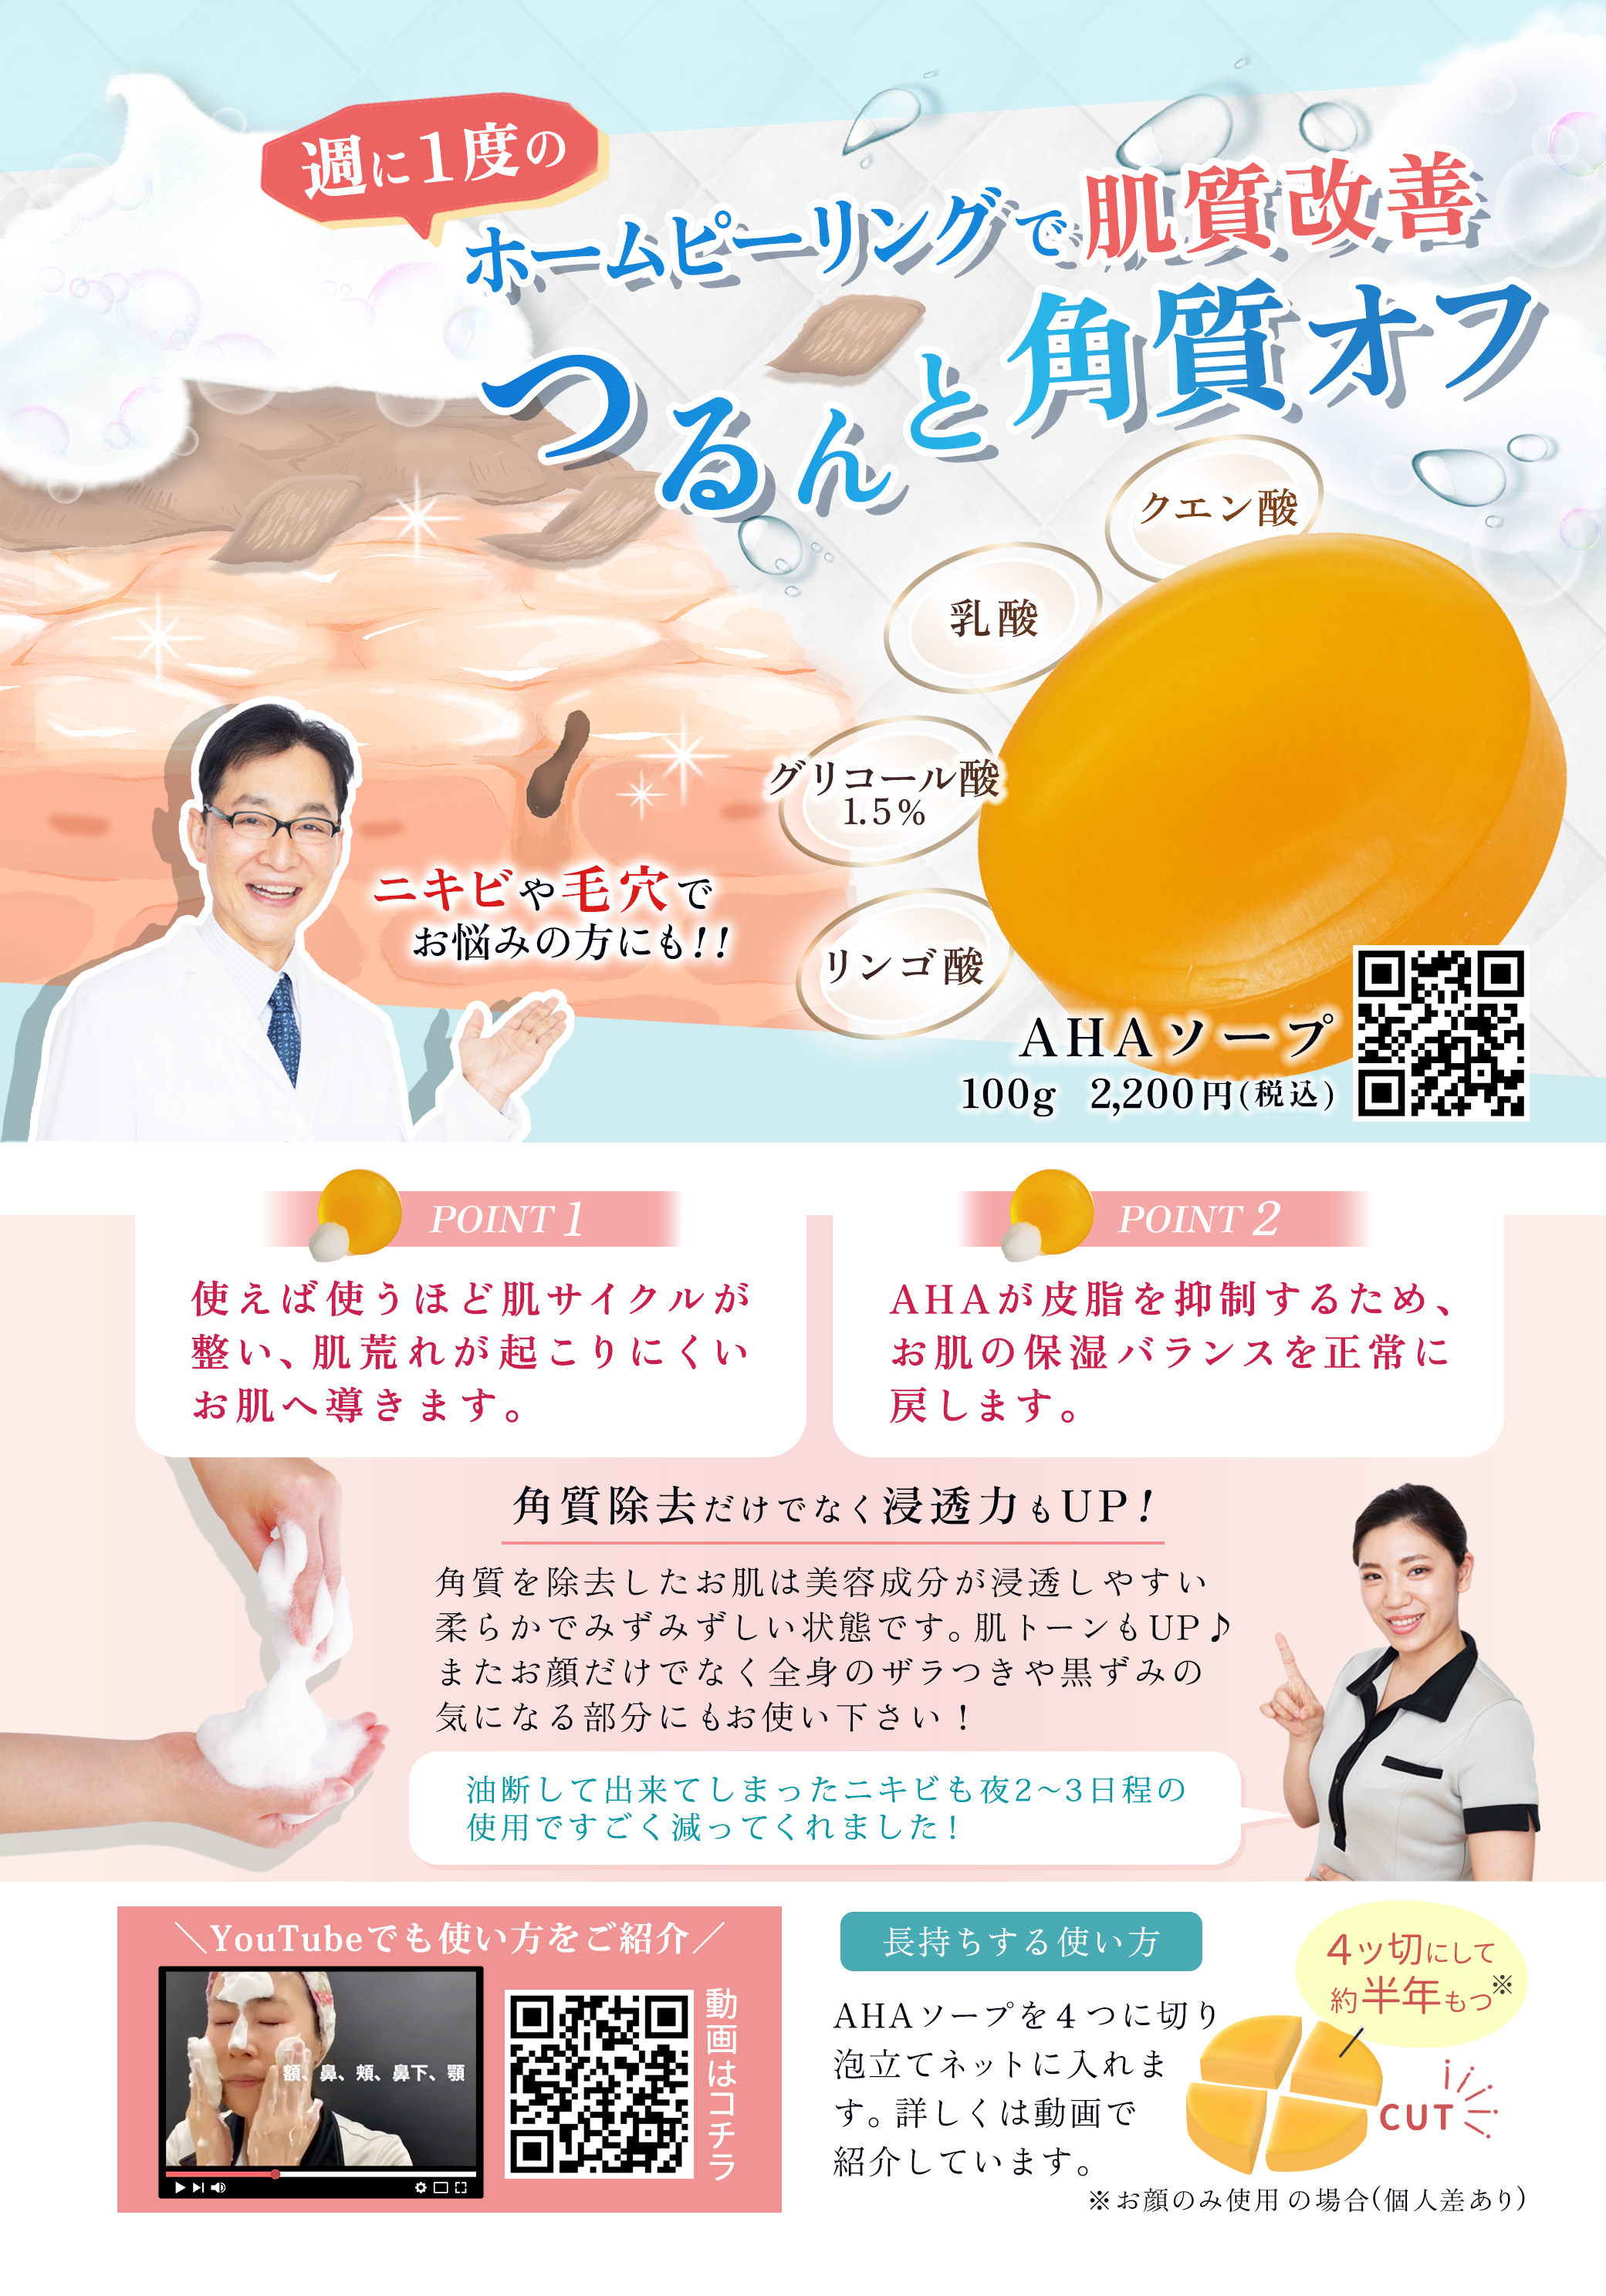 週に1度の
ホームピーリングで肌質改善
つるんと角質オフ
クエン酸
乳酸
グリコール酸
1.5%
リンゴ酸
ニキビや毛穴で
お悩みの方にも!!
AHAソープ
100g 2,200円(税込)
POINT 1
使えば使うほど肌サイクルが
整い、肌荒れが起こりにくい
お肌へ導きます。
POINT 2
AHAが皮脂を抑制するため、
お肌の保湿バランスを正常に
戻します。
角質除去だけでなく浸透力もUP!
角質を除去したお肌は美容成分が浸透しやすい
柔らかでみずみずしい状態です。肌トーンもUP♪
またお顔だけでなく全身のザラつきや黒ずみの
気になる部分にもお使い下さい！
油断して出来てしまったニキビも夜2〜3日程の
使用ですごく減ってくれました！
＼YouTubeでも使い方をご紹介／
額、鼻、頬、鼻下、顎
動画はコチラ
長持ちする使い方
AHAソープを４つに切り
泡立てネットに入れま
す。詳しくは動画で
紹介しています。
4ッ切にして
約半年もつ※
CUT
※お顔のみ使用の場合(個人差あり)